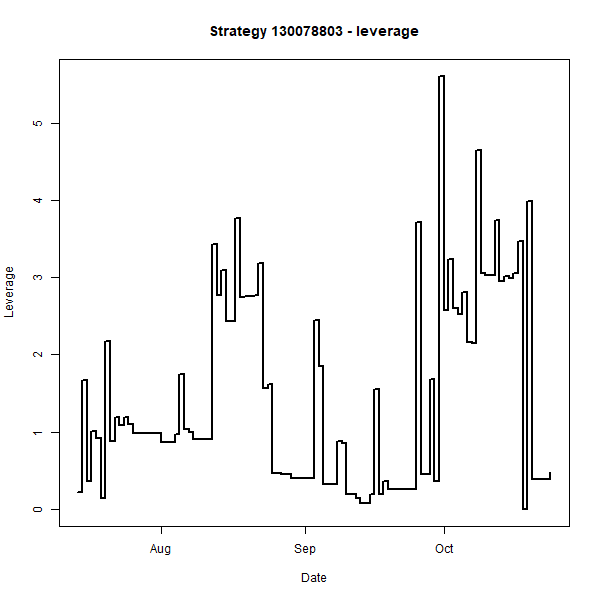 Strategy 130078803 - leverage
5
4
3
2
1
0
Leverage
Aug
Sep
Oct
Date